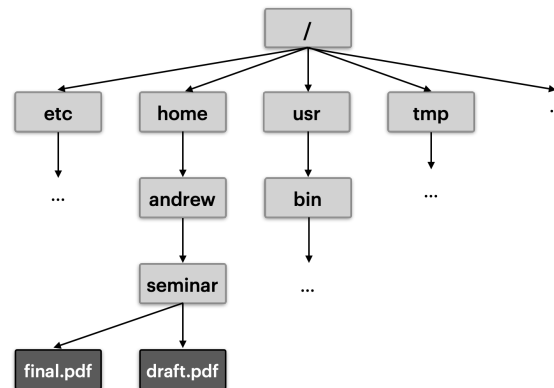 /
etc
home
usr
tmp
...
andrew
bin
...
seminar
...
final.pdf
draft.pdf